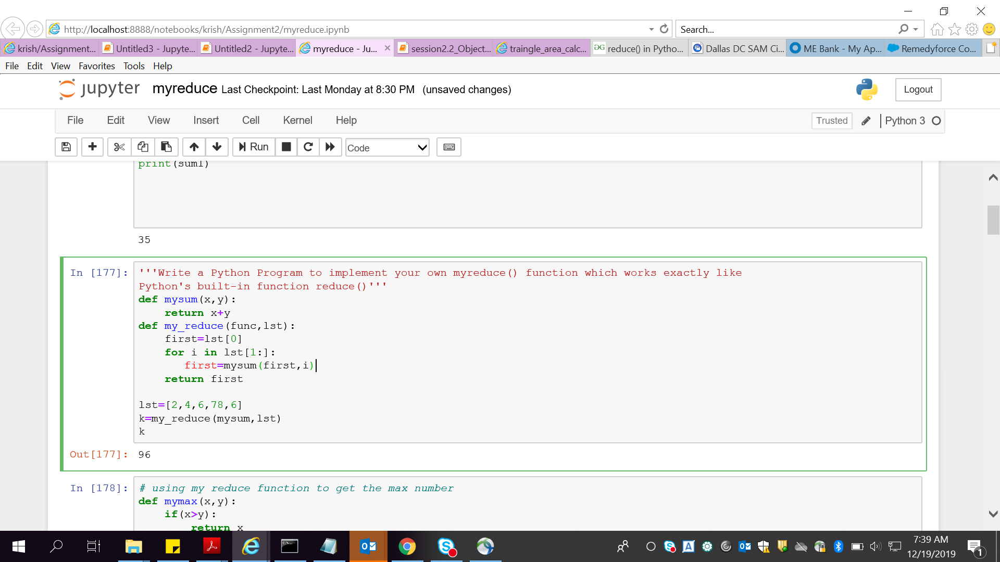 http://localhost:8888/notebooks/krish/Assignment2/myreduce.ipynb
Search...
krish/Assignment...
Untitled3 - Jupyte...
Untitled2 - Jupyte...
myreduce - Ju...
session2.2_Object...
traingle_area_calc...
reduce() in Pytho...
Dallas DC SAM Ci...
ME Bank - My Ap...
Remedyforce Co...
File Edit View Favorites Tools Help
jupyter myreduce Last Checkpoint: Last Monday at 8:30 PM (unsaved changes)
Logout
File Edit View Insert Cell Kernel Help
Trusted
Python 3
Run
Code
print(sum1)
35
In [177]:
'''Write a Python Program to implement your own myreduce() function which works exactly like
Python's built-in function reduce()'''
def mysum(x,y):
    return x+y
def my_reduce(func,lst):
    first=lst[0]
    for i in lst[1:]:
       first=mysum(first,i)
    return first
lst=[2,4,6,78,6]
k=my_reduce(mysum,lst)
k
Out[177]: 96
In [178]:
# using my reduce function to get the max number
def mymax(x,y):
    if(x>y):
        return x
7:39 AM
12/19/2019
1